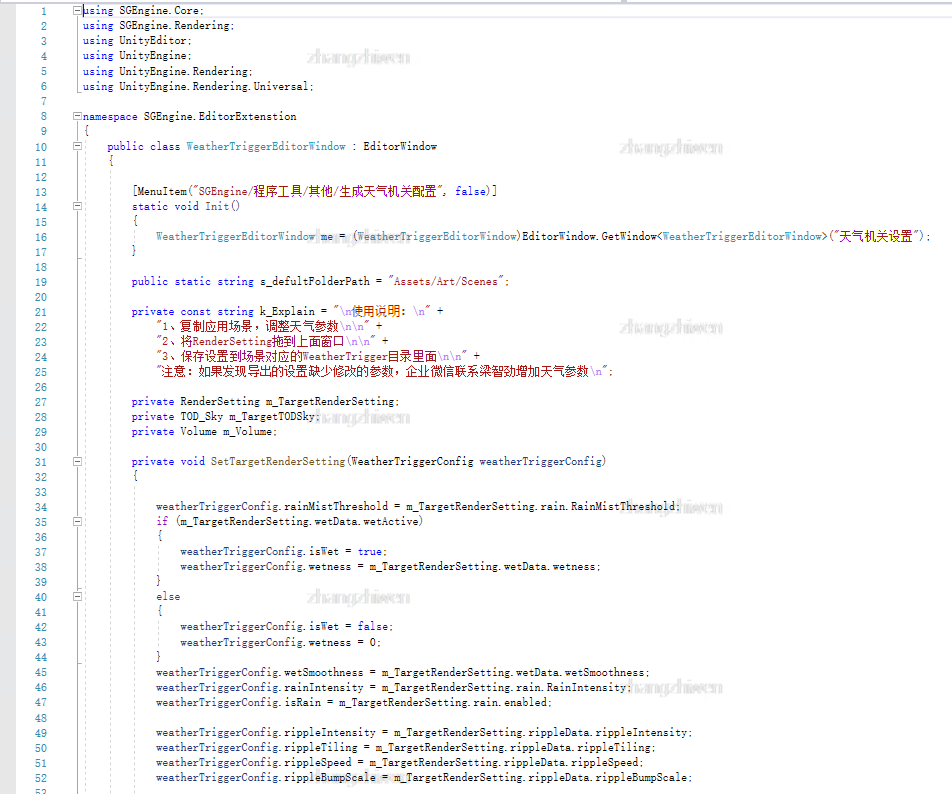 1 using SGEngine.Core;
2 using SGEngine.Rendering;
3 using UnityEditor;
4 using UnityEngine;
5 using UnityEngine.Rendering;
6 using UnityEngine.Rendering.Universal;
7
8 namespace SGEngine.EditorExtenstion
9 {
10 public class WeatherTriggerEditorWindow : EditorWindow
11 {
12
13 [MenuItem("SGEngine/程序工具/其他/生成天气机关配置", false)]
14 static void Init()
15 {
16 WeatherTriggerEditorWindow me = (WeatherTriggerEditorWindow)EditorWindow.GetWindow<WeatherTriggerEditorWindow>("天气机关设置");
17 }
18
19 public static string s_defultFolderPath = "Assets/Art/Scenes";
20
21 private const string k_Explain = "\n使用说明: \n" +
22 "1、复制应用场景,调整天气参数\n\n" +
23 "2、将RenderSetting拖到上面窗口\n\n" +
24 "3、保存设置到场景对应的WeatherTrigger目录里面\n\n" +
25 "注意: 如果发现导出的设置缺少修改的参数,企业微信联系梁智劲增加天气参数\n";
26
27 private RenderSetting m_TargetRenderSetting;
28 private TOD_Sky m_TargetTODSky;
29 private Volume m_Volume;
30
31 private void SetTargetRenderSetting(WeatherTriggerConfig weatherTriggerConfig)
32 {
33
34 weatherTriggerConfig.rainMistThreshold = m_TargetRenderSetting.rain.RainMistThreshold;
35 if (m_TargetRenderSetting.wetData.wetActive)
36 {
37 weatherTriggerConfig.isWet = true;
38 weatherTriggerConfig.wetness = m_TargetRenderSetting.wetData.wetness;
39 }
40 else
41 {
42 weatherTriggerConfig.isWet = false;
43 weatherTriggerConfig.wetness = 0;
44 }
45 weatherTriggerConfig.wetSmoothness = m_TargetRenderSetting.wetData.wetSmoothness;
46 weatherTriggerConfig.rainIntensity = m_TargetRenderSetting.rain.RainIntensity;
47 weatherTriggerConfig.isRain = m_TargetRenderSetting.rain.enabled;
48
49 weatherTriggerConfig.rippleIntensity = m_TargetRenderSetting.rippleData.rippleIntensity;
50 weatherTriggerConfig.rippleTiling = m_TargetRenderSetting.rippleData.rippleTiling;
51 weatherTriggerConfig.rippleSpeed = m_TargetRenderSetting.rippleData.rippleSpeed;
52 weatherTriggerConfig.rippleBumpScale = m_TargetRenderSetting.rippleData.rippleBumpScale;
53
zhangzhiwen
zhangzhiwen
zhangzhiwen
zhangzhiwen
zhangzhiwen
zhangzhiwen
zhangzhiwen
zhangzhiwen
zhangzhiwen